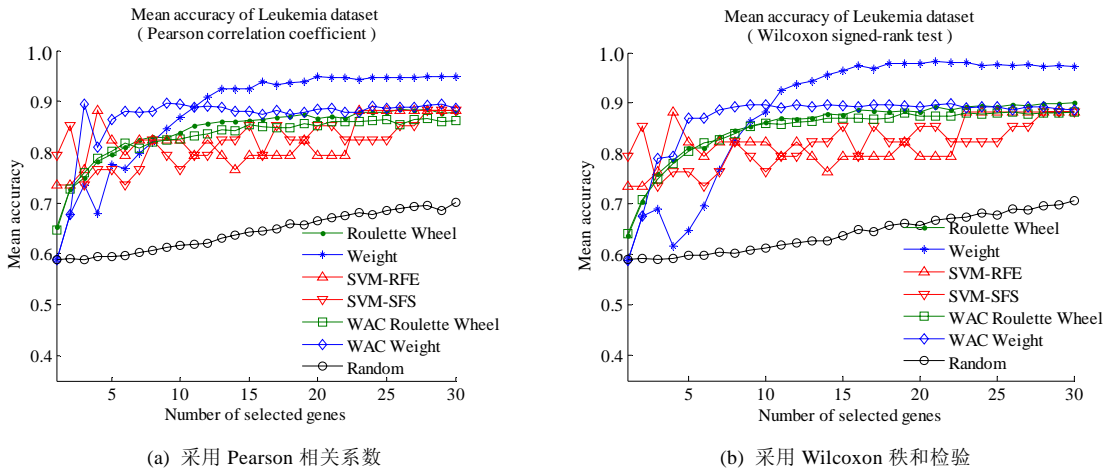 Mean accuracy of Leukemia dataset
( Pearson correlation coefficient )
1.0
0.9
0.8
0.7
0.6
0.5
0.4
Mean accuracy
Roulette Wheel
Weight
SVM-RFE
SVM-SFS
WAC Roulette Wheel
WAC Weight
Random
5 10 15 20 25 30
Number of selected genes
(a) 采用 Pearson 相关系数
Mean accuracy of Leukemia dataset
( Wilcoxon signed-rank test )
1.0
0.9
0.8
0.7
0.6
0.5
0.4
Mean accuracy
Roulette Wheel
Weight
SVM-RFE
SVM-SFS
WAC Roulette Wheel
WAC Weight
Random
5 10 15 20 25 30
Number of selected genes
(b) 采用 Wilcoxon 秩和检验